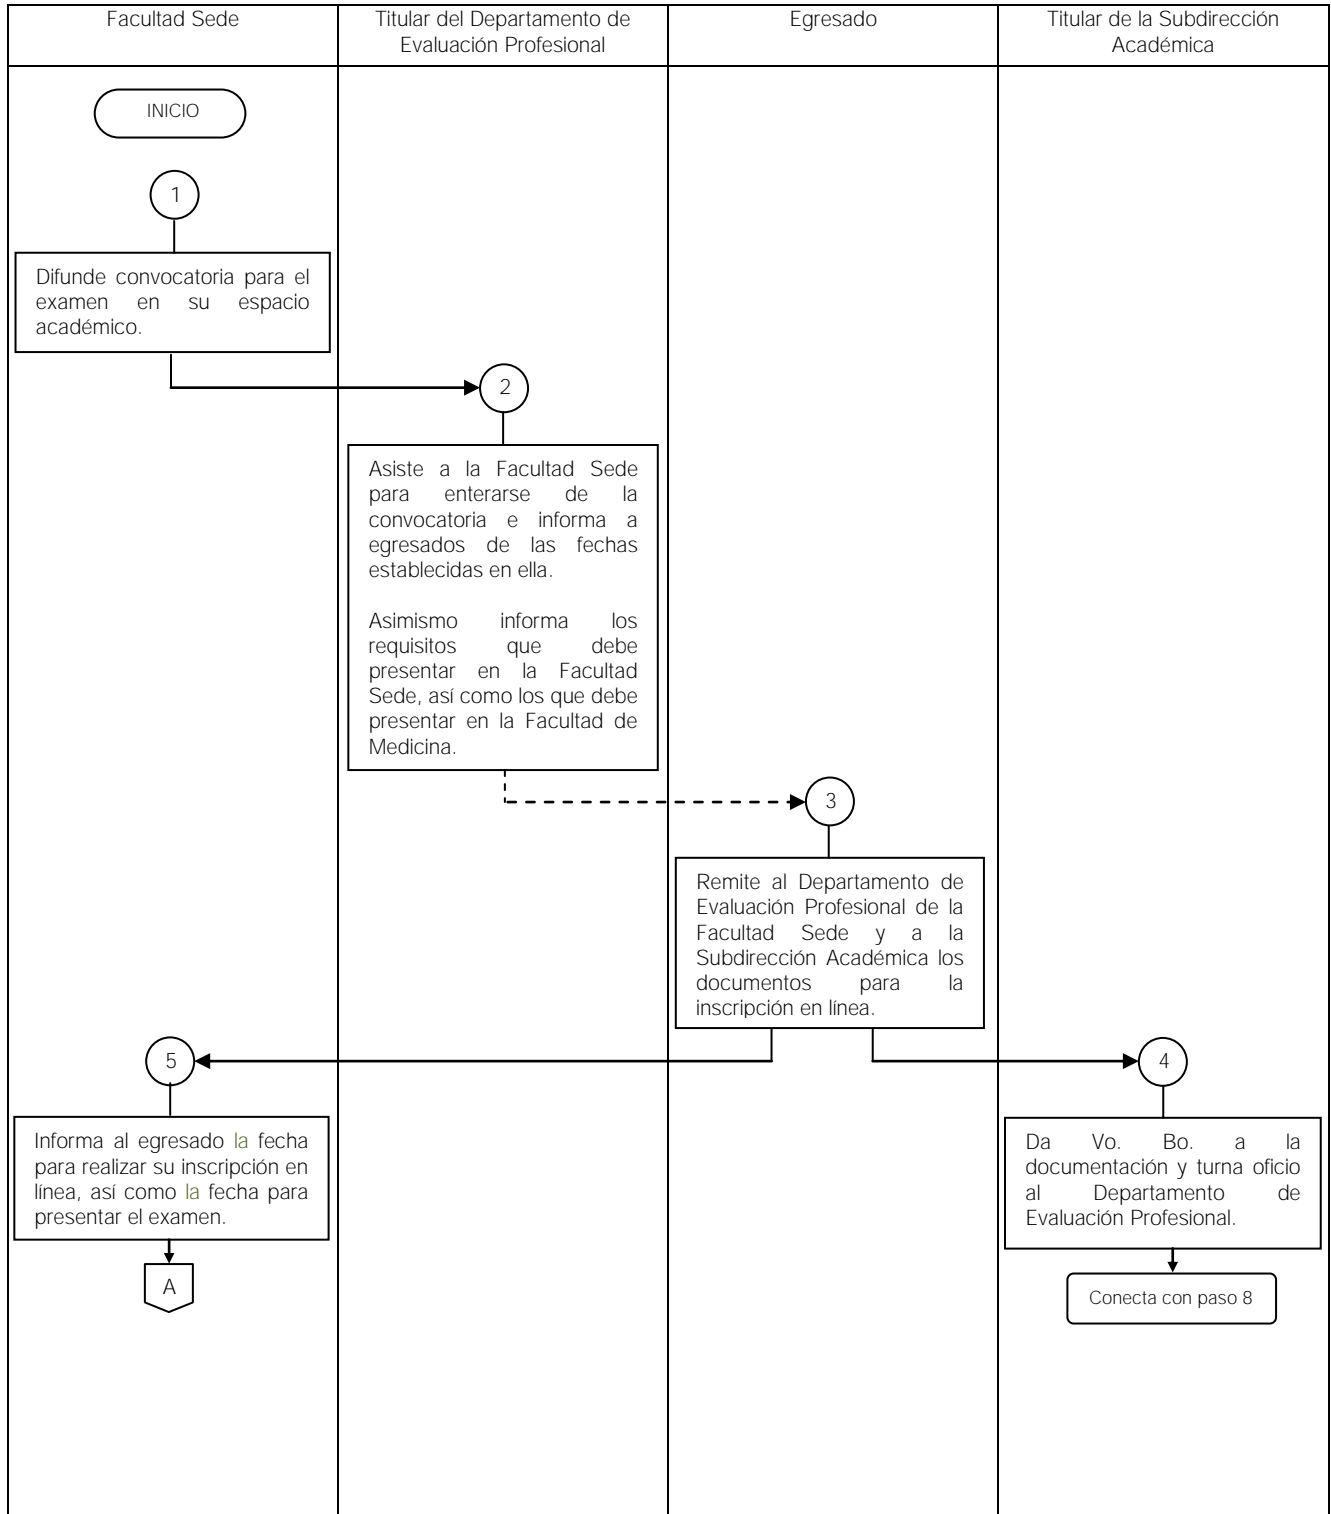 Facultad Sede
Titular del Departamento de
Evaluación Profesional
Egresado
Titular de la Subdirección
Académica
INICIO
1
Difunde convocatoria para el
examen en su espacio
académico.
2
Asiste a la Facultad Sede
para enterarse de la
convocatoria e informa a
egresados de las fechas
establecidas en ella.
Asimismo informa los
requisitos que debe
presentar en la Facultad
Sede, así como los que debe
presentar en la Facultad de
Medicina.
3
Remite al Departamento de
Evaluación Profesional de la
Facultad Sede y a la
Subdirección Académica los
documentos para la
inscripción en línea.
5
4
Informa al egresado la fecha
para realizar su inscripción en
línea, así como la fecha para
presentar el examen.
Da Vo. Bo. a la
documentación y turna oficio
al Departamento de
Evaluación Profesional.
A
Conecta con paso 8